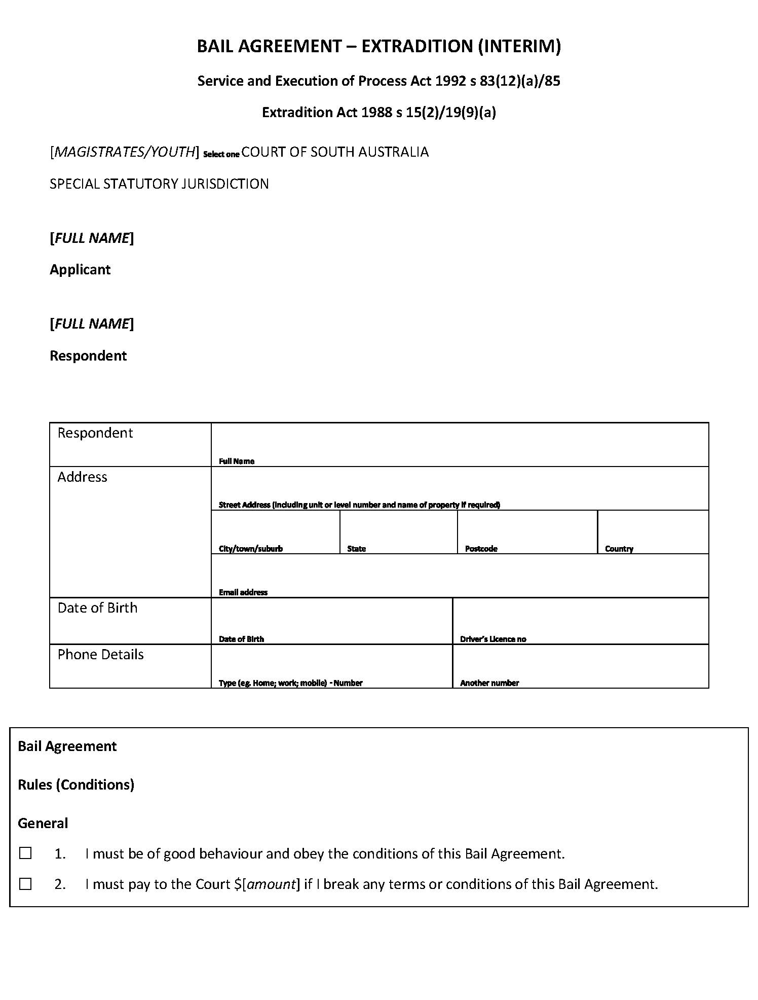 BAIL AGREEMENT – EXTRADITION (INTERIM)
Service and Execution of Process Act 1992 s 83(12)(a)/85
Extradition Act 1988 s 15(2)/19(9)(a)
[MAGISTRATES/YOUTH] Select one COURT OF SOUTH AUSTRALIA
SPECIAL STATUTORY JURISDICTION
[FULL NAME]
Applicant
[FULL NAME]
Respondent
Respondent
Full Name
Address
Street Address (including unit or level number and name of property if required)
City/town/suburb State Postcode Country
Email address
Date of Birth
Date of Birth Driver's Licence no
Phone Details
Type (eg. Home; work; mobile) - Number Another number
Bail Agreement
Rules (Conditions)
General
☐ 1. I must be of good behaviour and obey the conditions of this Bail Agreement.
☐ 2. I must pay to the Court $[amount] if I break any terms or conditions of this Bail Agreement.